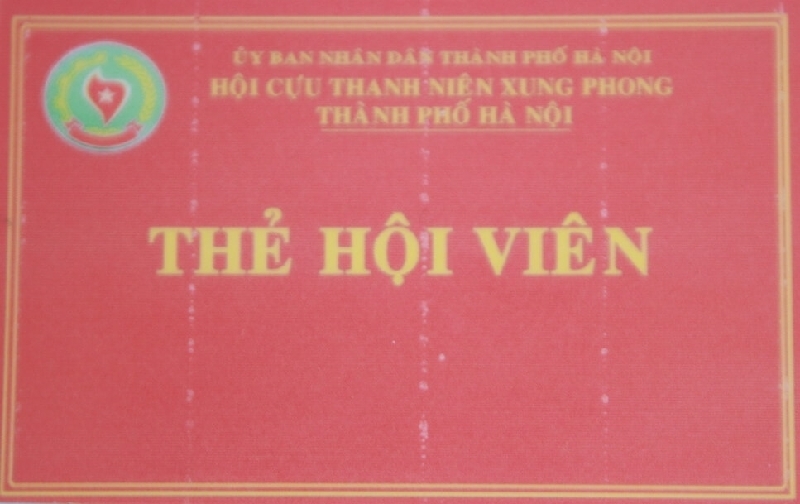 ỦY BAN NHÂN DÂN THÀNH PHỐ HÀ NỘI
HỘI CỰU THANH NIÊN XUNG PHONG
THÀNH PHỐ HÀ NỘI
THẺ HỘI VIÊN